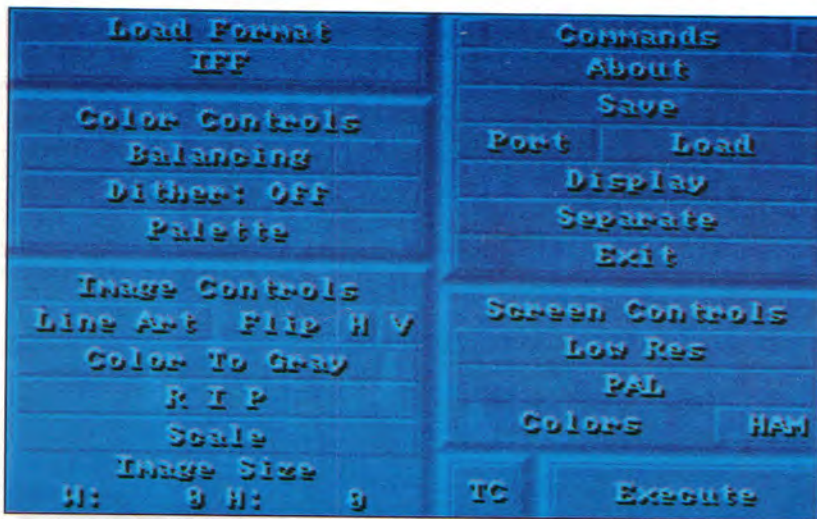 Load Format
IFF
Color Controls
Balancing
Dither: Off
Palette
Image Controls
Line Art Flip H V
Color To Gray
R I P
Scale
Image Size
W: 0 H: 0
Commands
About
Save
Port Load
Display
Separate
Exit
Screen Controls
Low Res
PAL
Colors HAM
TC Execute